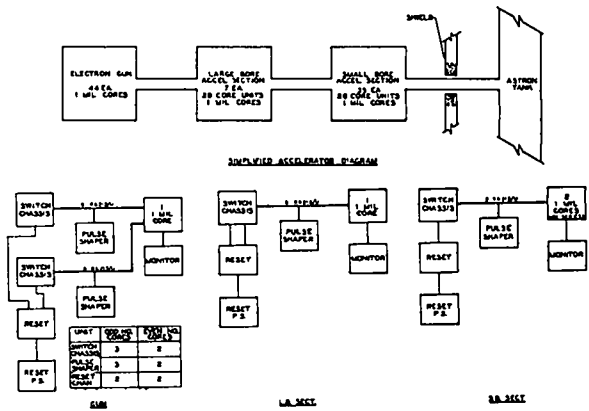 SHIELD
ELECTRON GUN
44 EA
1 MIL CORES
LARGE BORE
ACCEL SECTION
7 EA
20 CORE UNITS
1 MIL CORES
SMALL BORE
ACCEL SECTION
EA
CORE UNITS
1 MIL CORES
ASTRON
TANK
SIMPLIFIED ACCELERATOR DIAGRAM
SWITCH
CHASSIS
PULSE
SHAPER
1
1 MIL
CORE
MONITOR
SWITCH
CHASSIS
PULSE
SHAPER
RESET
RESET
P.S.
UNIT
ODD NO.
CORES
EVEN NO.
CORES
SWITCH
CHASSIS
3
2
PULSE
SHAPER
3
2
RESET
CHAN
2
2
GUN
SWITCH
CHASSIS
PULSE
SHAPER
1
1 MIL
CORE
MONITOR
RESET
RESET
P.S.
L.B. SECT.
SWITCH
CHASSIS
PULSE
SHAPER
2
1 MIL
CORES
MONITOR
RESET
RESET
P.S.
S.B. SECT.